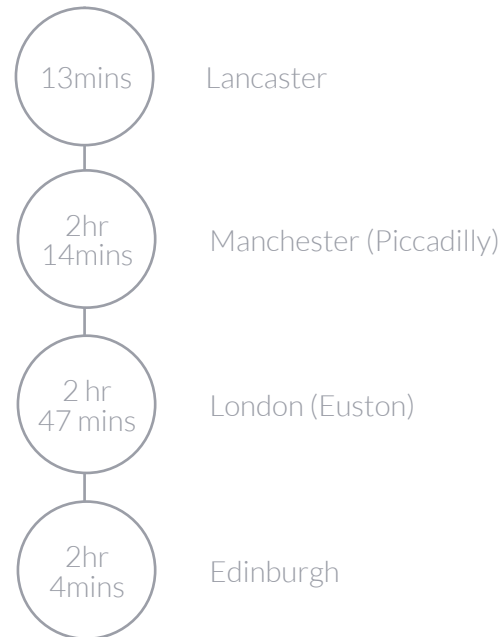 13mins
Lancaster
2hr
14mins
Manchester (Piccadilly)
2 hr
47 mins
London (Euston)
2hr
4mins
Edinburgh